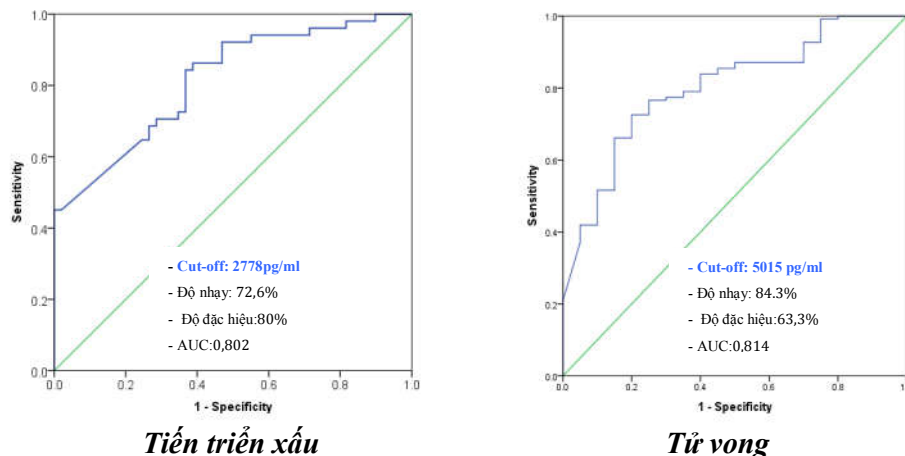 1.0
0.8
0.6
0.4
0.2
0.0
Sensitivity
- Cut-off: 2778pg/ml
- Độ nhạy: 72,6%
- Độ đặc hiệu:80%
- AUC:0,802
0.0 0.2 0.4 0.6 0.8 1.0
1 - Specificity
Tiến triển xấu
1.0
0.8
0.6
0.4
0.2
0.0
Sensitivity
- Cut-off: 5015 pg/ml
- Độ nhạy: 84.3%
- Độ đặc hiệu:63,3%
- AUC:0,814
0.0 0.2 0.4 0.6 0.8
1 - Specificity
Tử vong